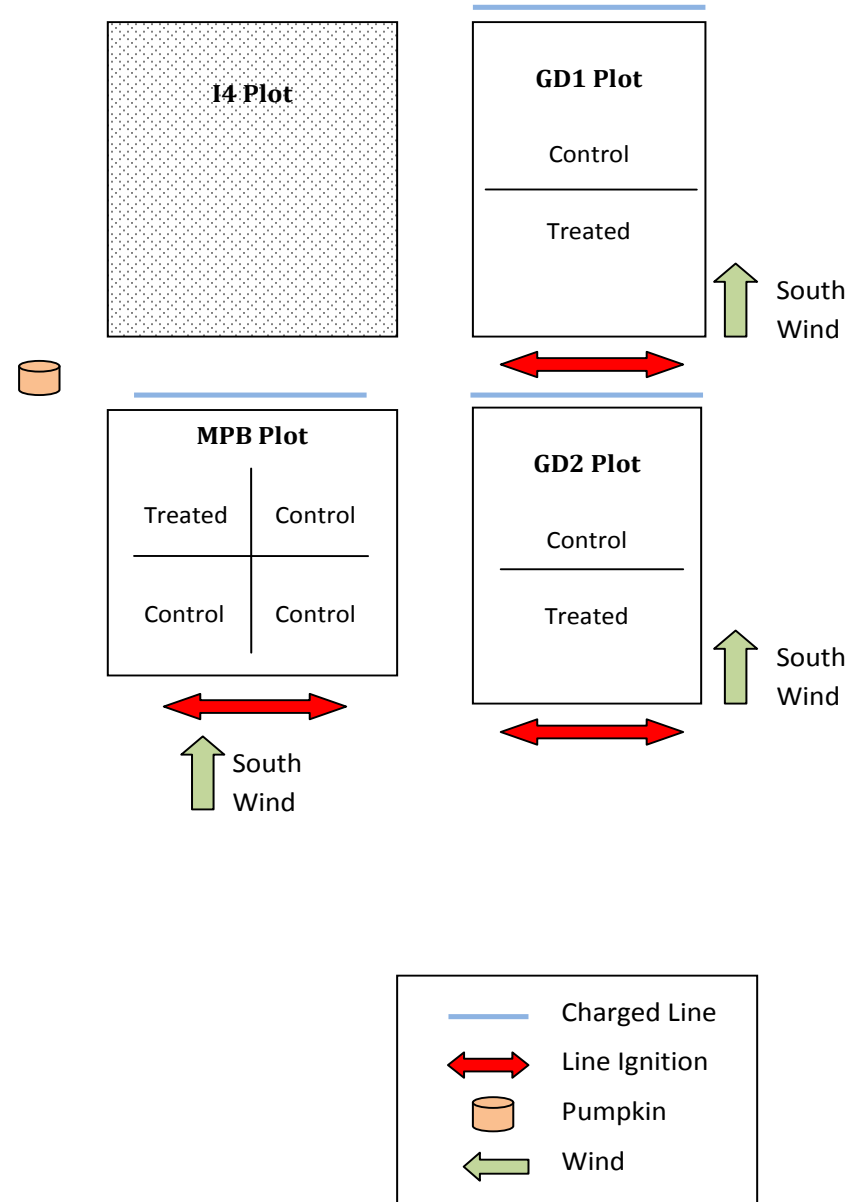 I4 Plot
GD1 Plot
Control
Treated
South
Wind
MPB Plot
Treated Control
Control Control
GD2 Plot
Control
Treated
South
Wind
South
Wind
Charged Line
Line Ignition
Pumpkin
Wind